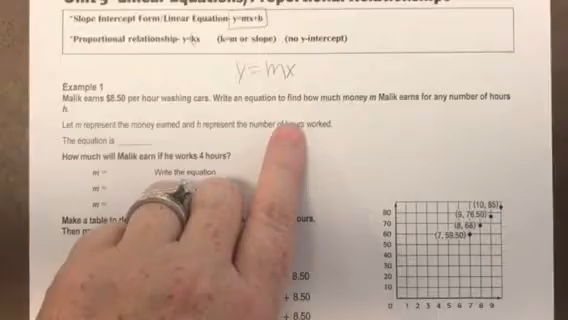 Linear Equations/Proportional Relationships
*Slope Intercept Form/Linear Equation- y=mx+b
*Proportional relationship- y=kx (k=m or slope) (no y-intercept)
y=mx
Example 1
Malik earns $8.50 per hour washing cars. Write an equation to find how much money m Malik earns for any number of hours
h.
Let m represent the money earned and h represent the number of hours worked.
The equation is
How much will Malik earn if he works 4 hours?
m = Write the equation
m =
m =
Make a table to
Then
8.50
+ 8.50
+ 8.50
(10, 85)
(9, 76.50)
(8, 68)
(7, 59.50)
80
70
60
50
40
30
20
10
0 1 2 3 4 5 6 7 8 9